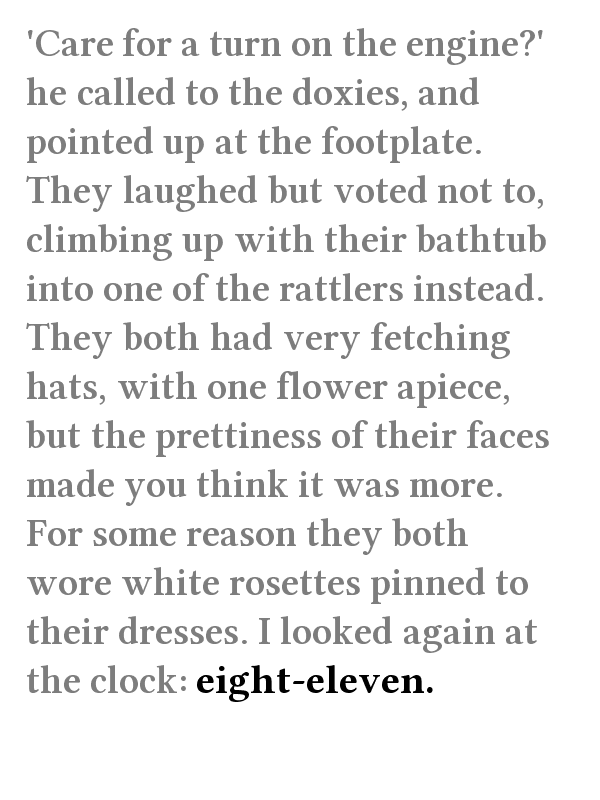 'Care for a turn on the engine?'
he called to the doxies, and
pointed up at the footplate.
They laughed but voted not to,
climbing up with their bathtub
into one of the rattlers instead.
They both had very fetching
hats, with one flower apiece,
but the prettiness of their faces
made you think it was more.
For some reason they both
wore white rosettes pinned to
their dresses. I looked again at
the clock: eight-eleven.